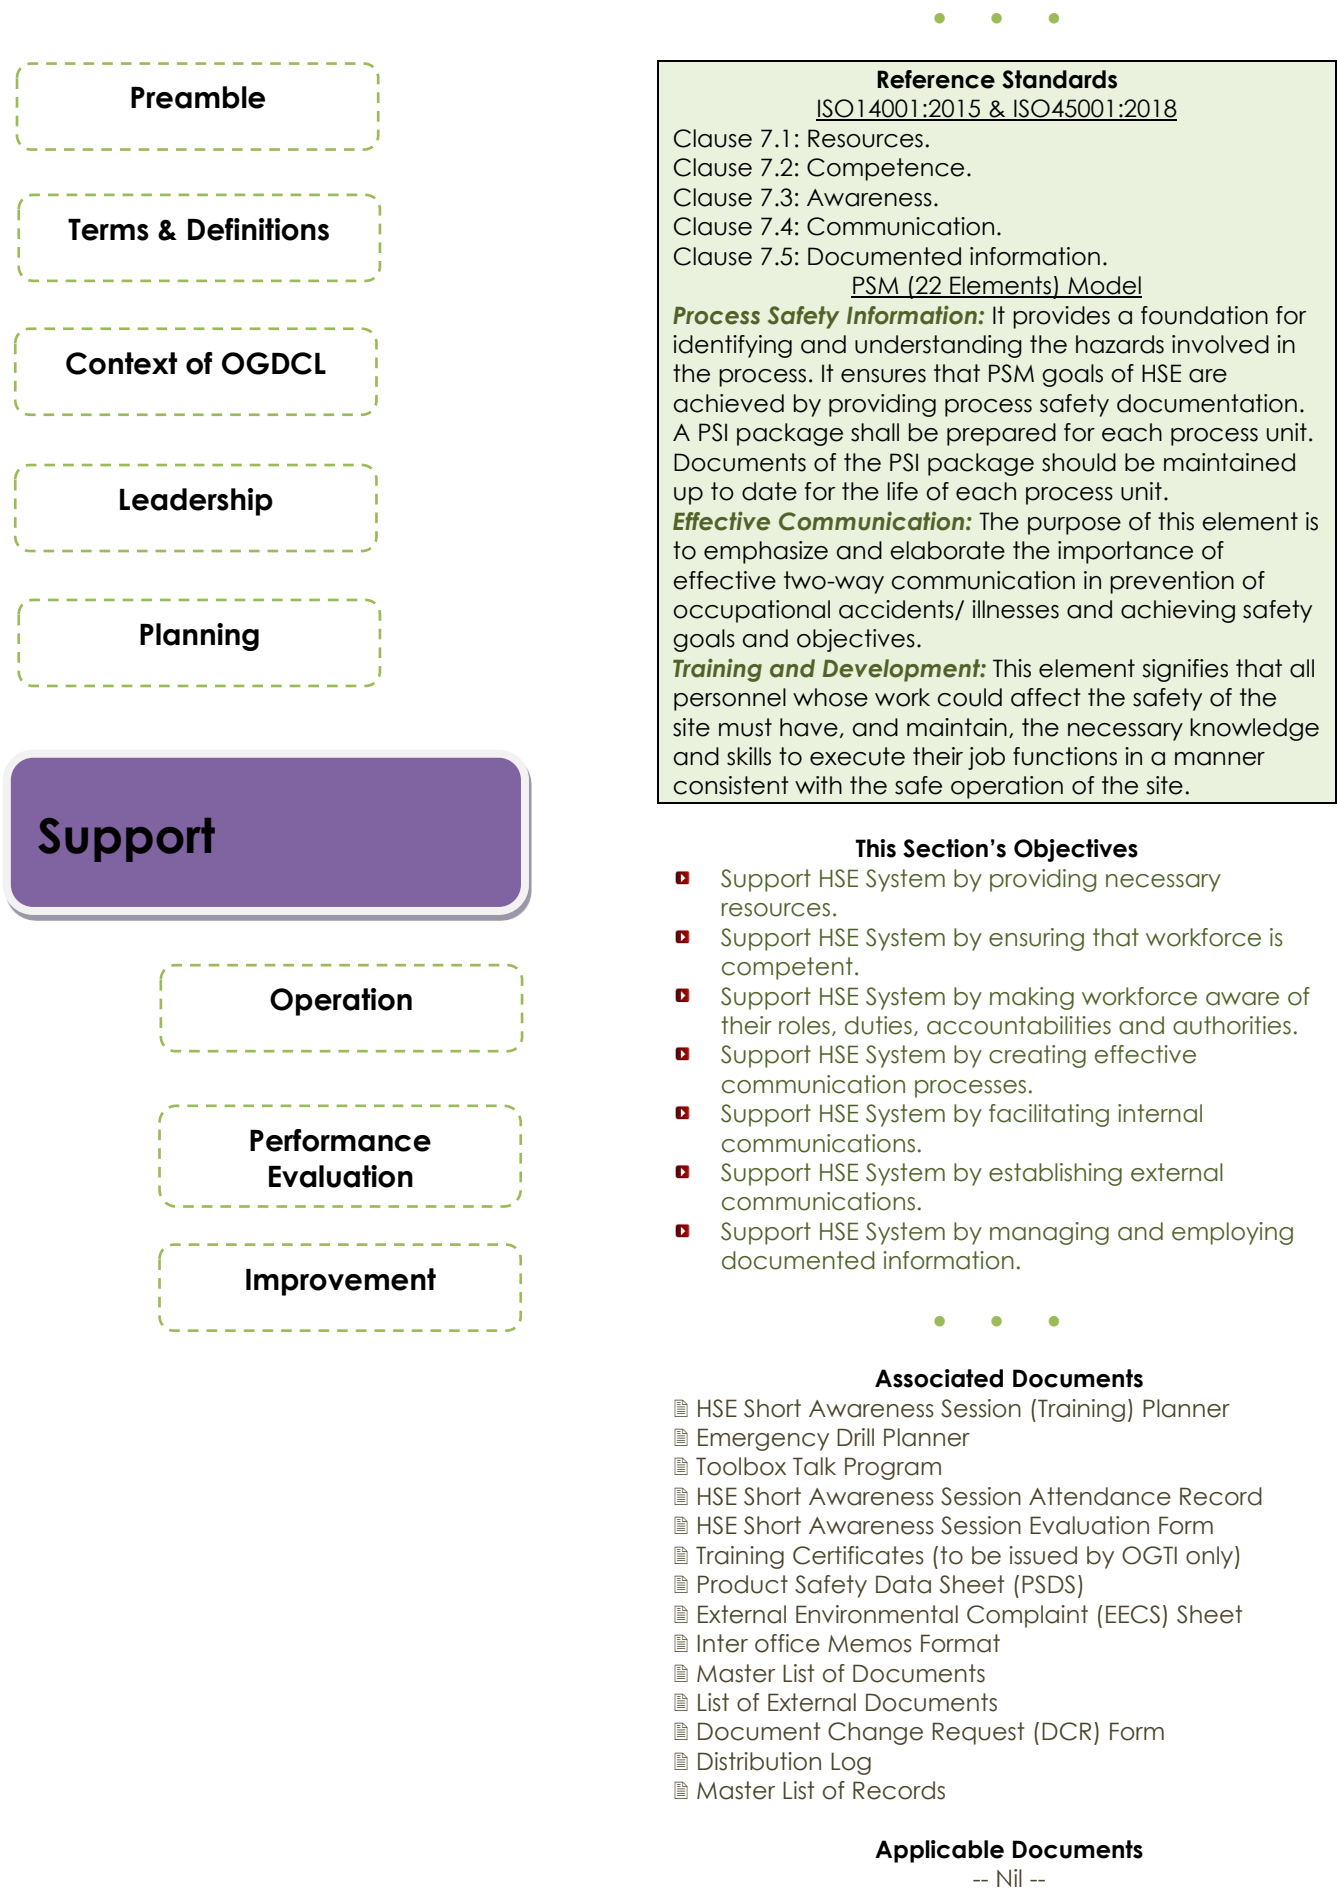 Preamble
Terms & Definitions
Context of OGDCL
Leadership
Planning
Support
Operation
Performance
Evaluation
Improvement
Reference Standards
ISO14001:2015 & ISO45001:2018
Clause 7.1: Resources.
Clause 7.2: Competence.
Clause 7.3: Awareness.
Clause 7.4: Communication.
Clause 7.5: Documented information.
PSM (22 Elements) Model
Process Safety Information: It provides a foundation for
identifying and understanding the hazards involved in
the process. It ensures that PSM goals of HSE are
achieved by providing process safety documentation.
A PSI package shall be prepared for each process unit.
Documents of the PSI package should be maintained
up to date for the life of each process unit.
Effective Communication: The purpose of this element is
to emphasize and elaborate the importance of
effective two-way communication in prevention of
occupational accidents/ illnesses and achieving safety
goals and objectives.
Training and Development: This element signifies that all
personnel whose work could affect the safety of the
site must have, and maintain, the necessary knowledge
and skills to execute their job functions in a manner
consistent with the safe operation of the site.
This Section’s Objectives
Support HSE System by providing necessary
resources.
Support HSE System by ensuring that workforce is
competent.
Support HSE System by making workforce aware of
their roles, duties, accountabilities and authorities.
Support HSE System by creating effective
communication processes.
Support HSE System by facilitating internal
communications.
Support HSE System by establishing external
communications.
Support HSE System by managing and employing
documented information.
Associated Documents
HSE Short Awareness Session (Training) Planner
Emergency Drill Planner
Toolbox Talk Program
HSE Short Awareness Session Attendance Record
HSE Short Awareness Session Evaluation Form
Training Certificates (to be issued by OGTI only)
Product Safety Data Sheet (PSDS)
External Environmental Complaint (EECS) Sheet
Inter office Memos Format
Master List of Documents
List of External Documents
Document Change Request (DCR) Form
Distribution Log
Master List of Records
Applicable Documents
-- Nil --